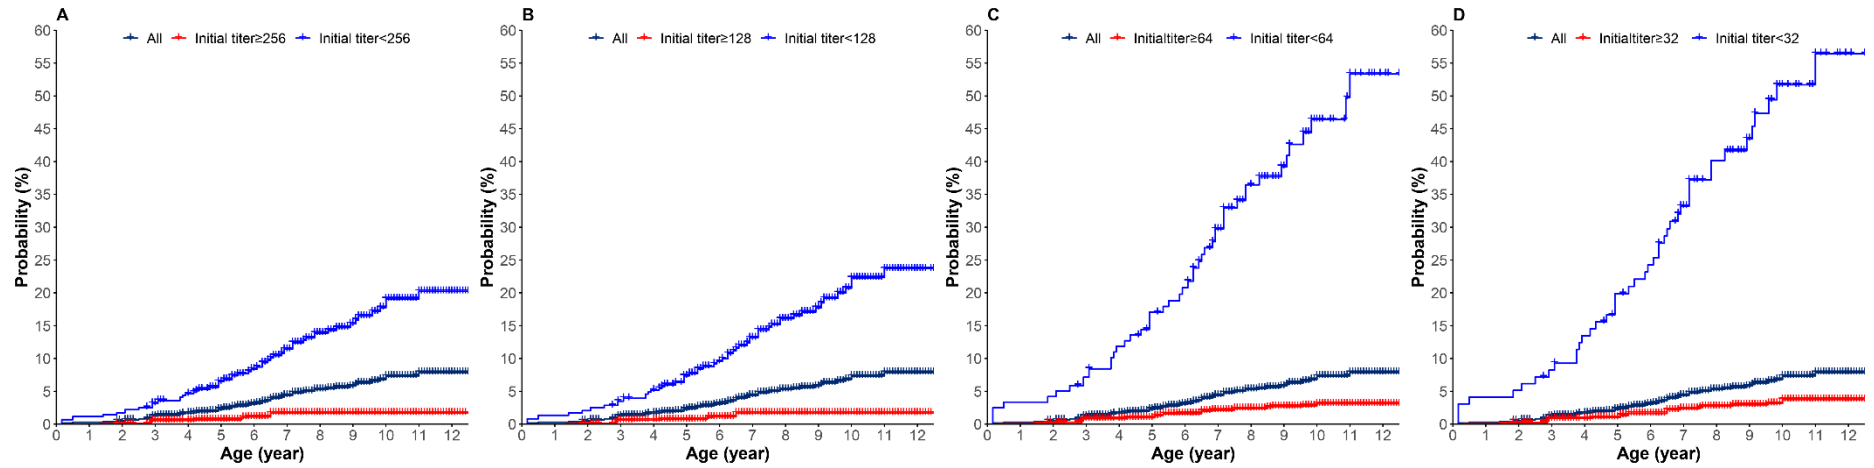 A
All Initial titer≥256 Initial titer<256
Probability (%)
60
55
50
45
40
35
30
25
20
15
10
5
0
0 1 2 3 4 5 6 7 8 9 10 11 12
Age (year)
B
All Initial titer≥128 Initial titer<128
Probability (%)
60
55
50
45
40
35
30
25
20
15
10
5
0
0 1 2 3 4 5 6 7 8 9 10 11 12
Age (year)
C
All Initialtiter≥64 Initial titer<64
Probability (%)
60
55
50
45
40
35
30
25
20
15
10
5
0
0 1 2 3 4 5 6 7 8 9 10 11 12
Age (year)
D
All Initialtiter≥32 Initial titer<32
Probability (%)
60
55
50
45
40
35
30
25
20
15
10
5
0
0 1 2 3 4 5 6 7 8 9 10 11 12
Age (year)